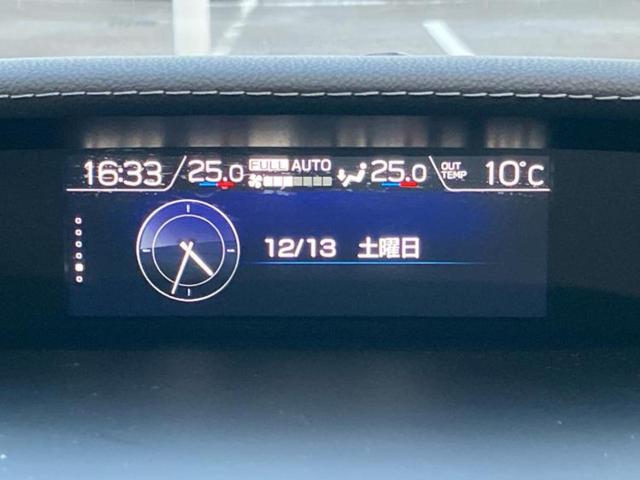 16:33 25.0 FULL AUTO 25.0 OUT TEMP 10℃
12/13 土曜日